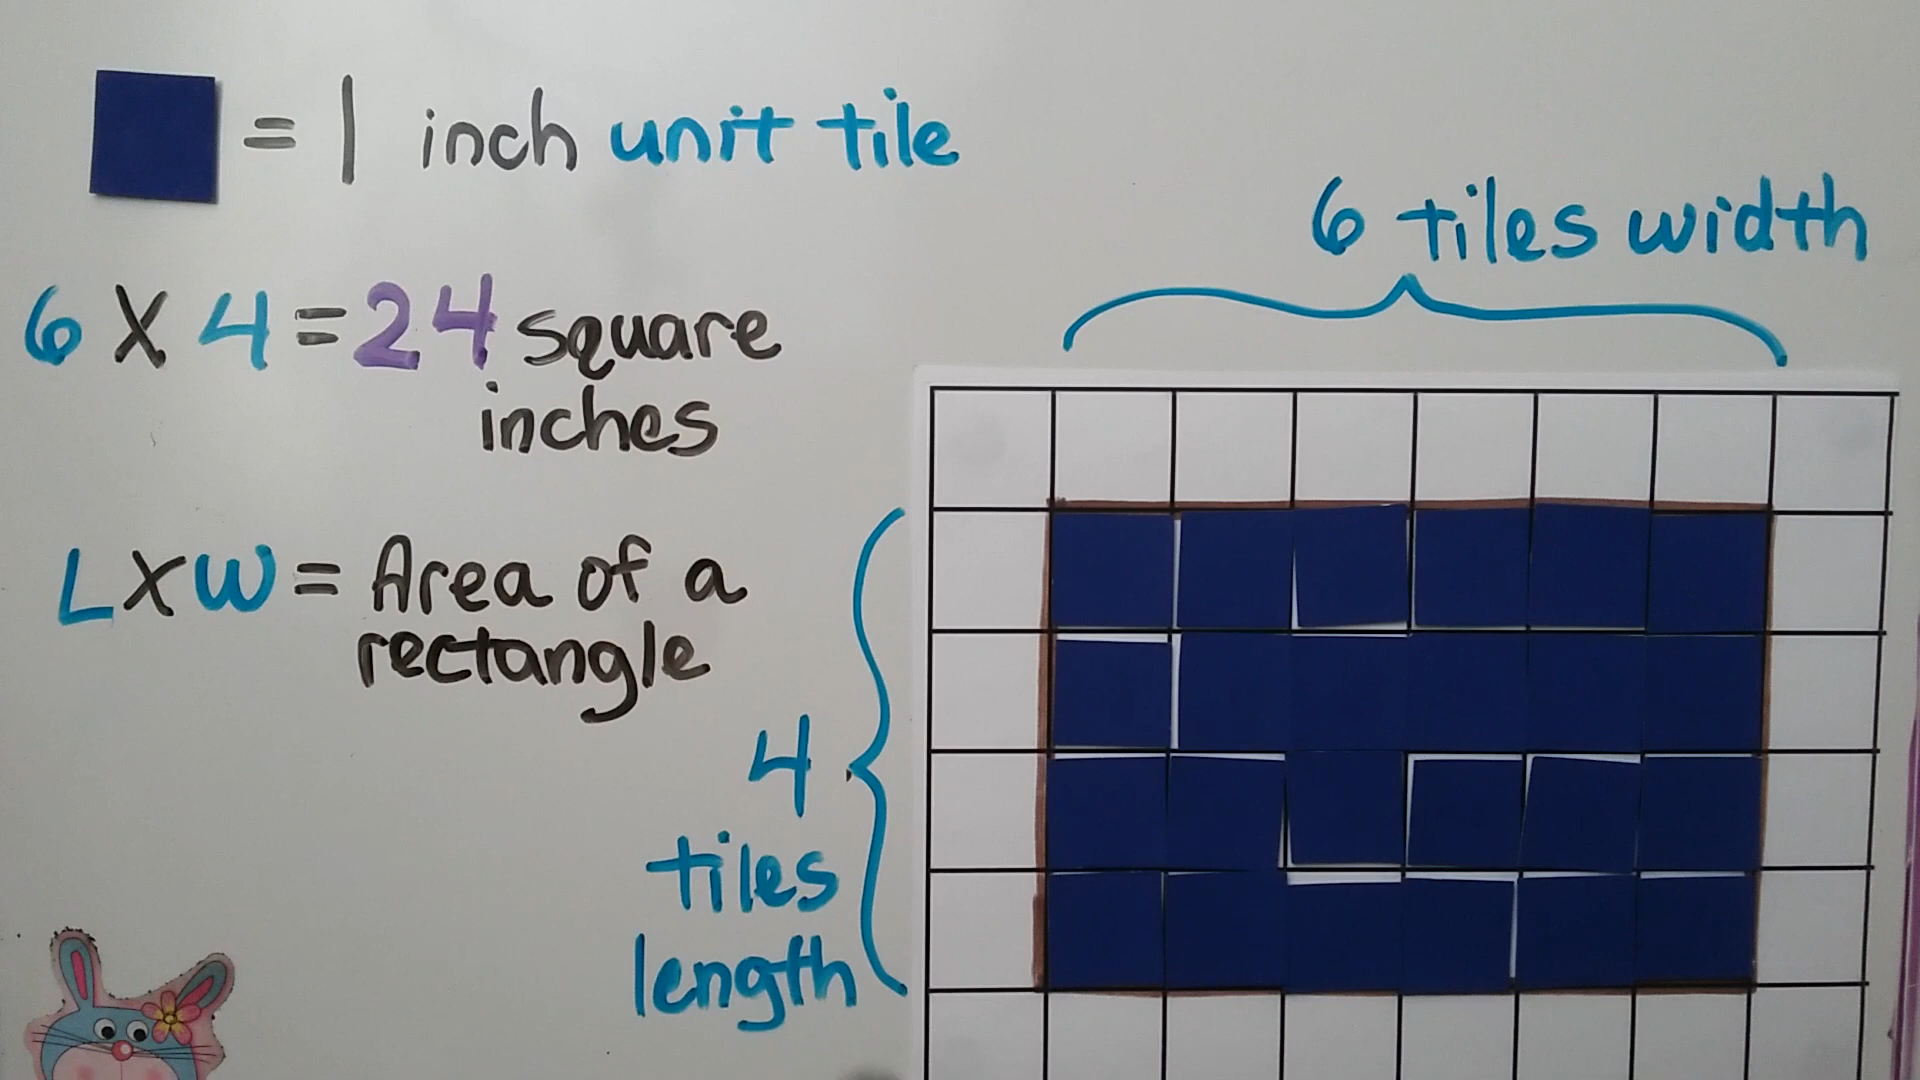 = 1 inch unit tile
6 tiles width
6 X 4 = 24 square
inches
L X W = Area of a
rectangle
4
tiles
length